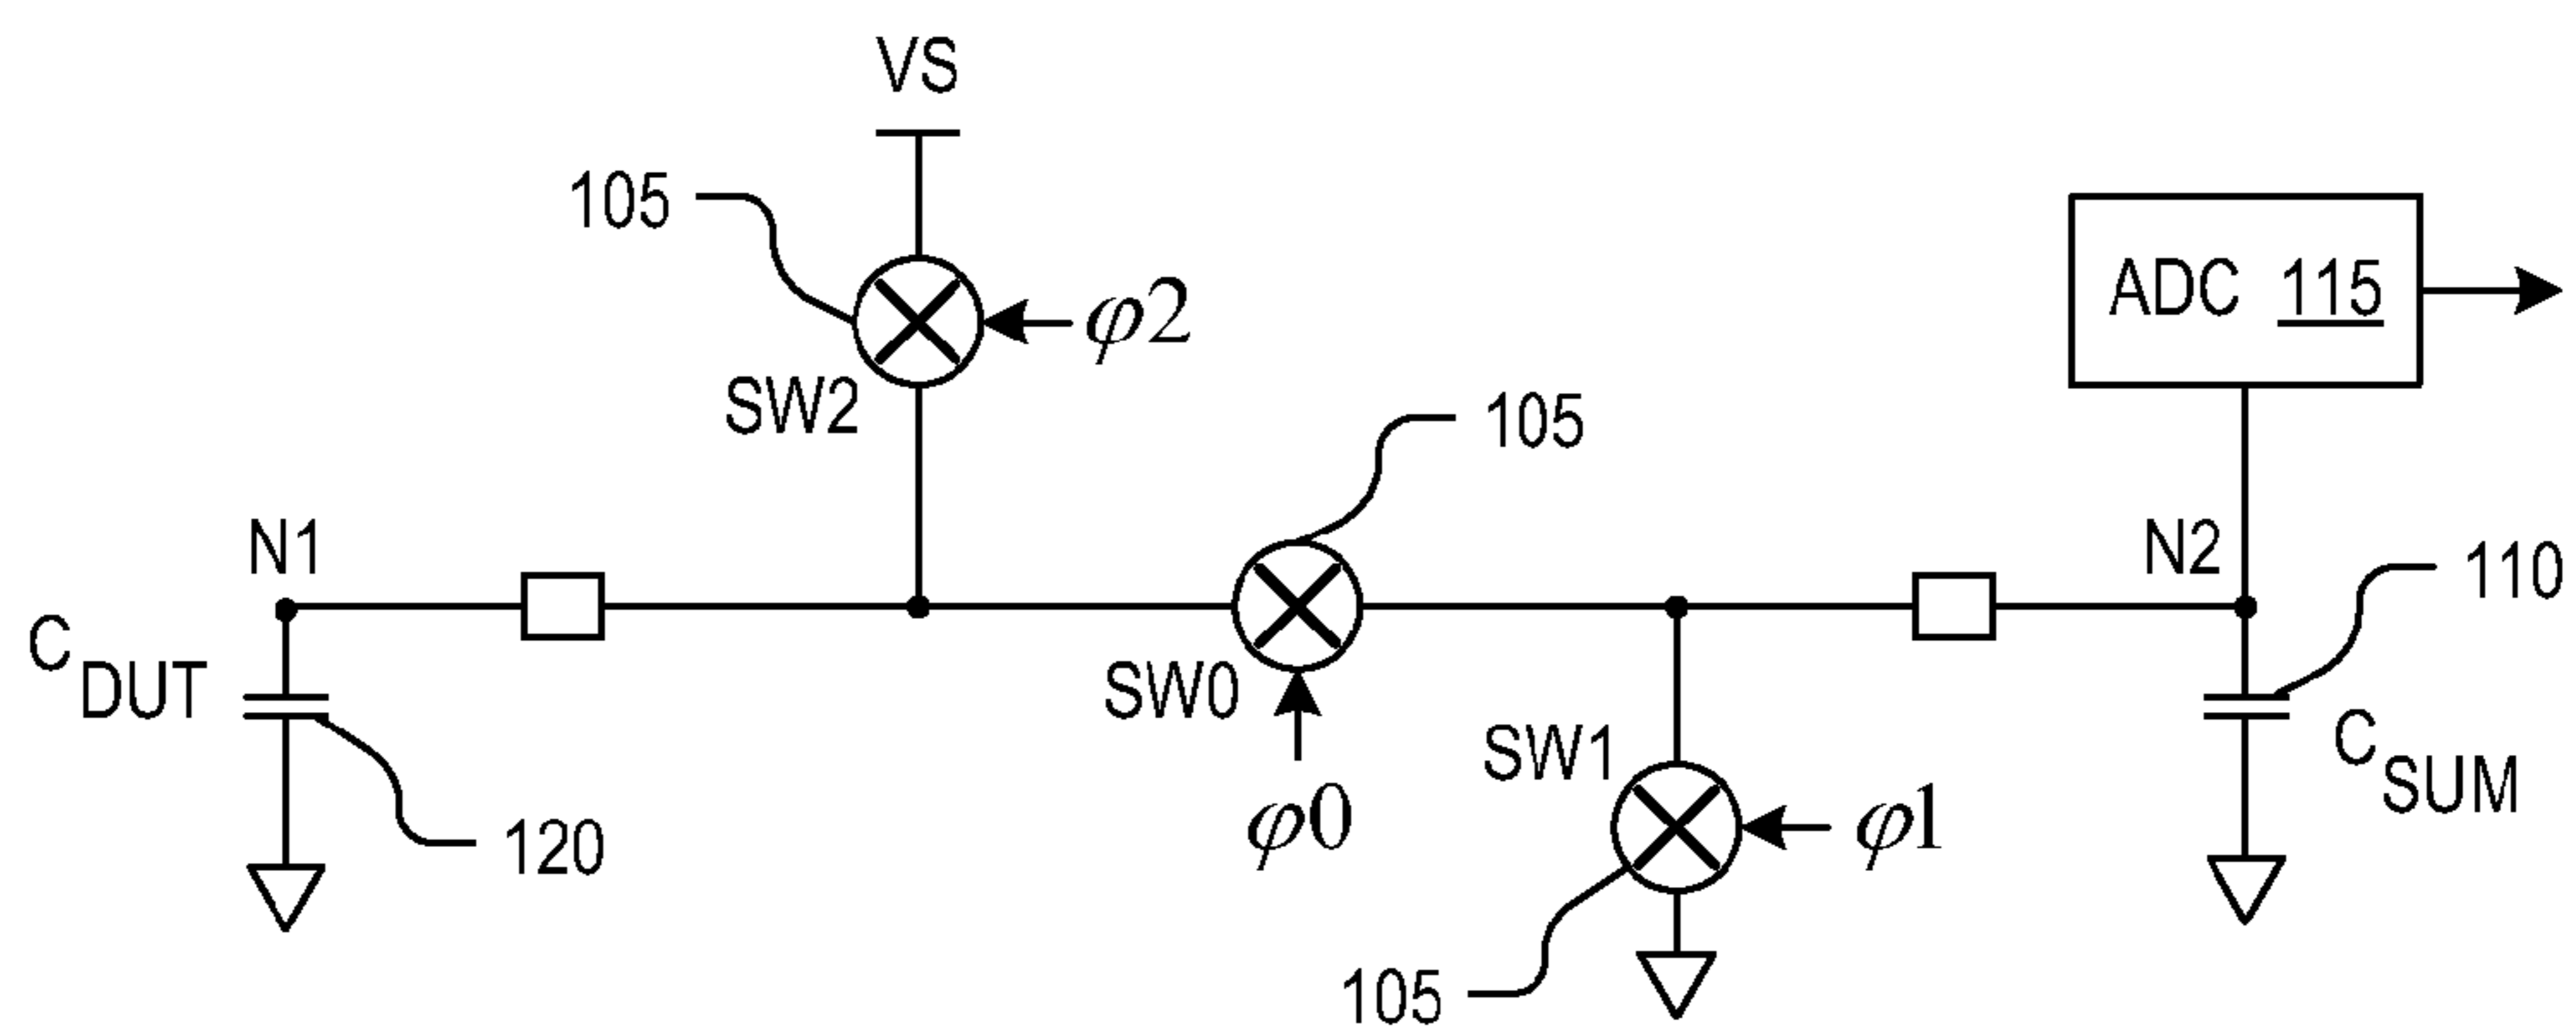 VS
105
φ2
ADC 115
SW2
105
N1
N2
110
C DUT
SW0
SW1
C SUM
120
φ0
φ1
105